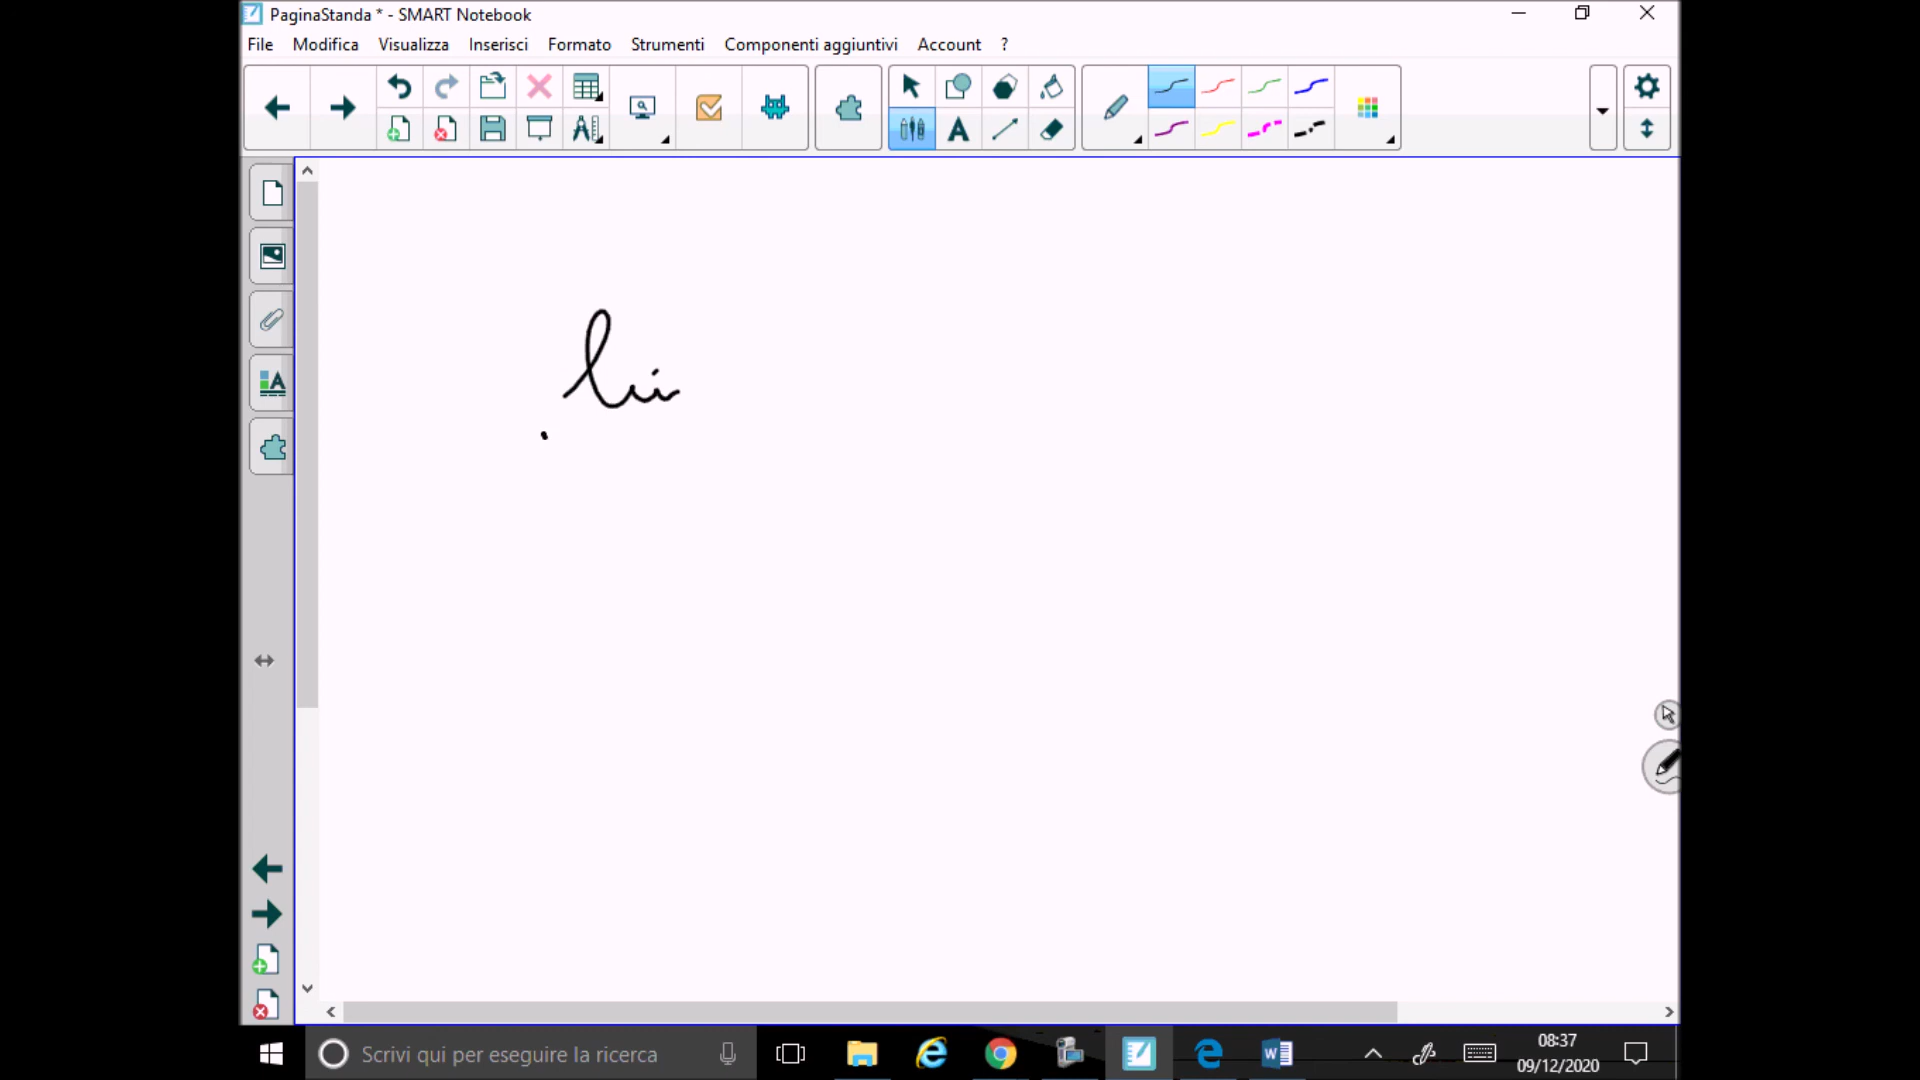 PaginaStanda * - SMART Notebook
File Modifica Visualizza Inserisci Formato Strumenti Componenti aggiuntivi Account ?
Scrivi qui per eseguire la ricerca
08:37
09/12/2020